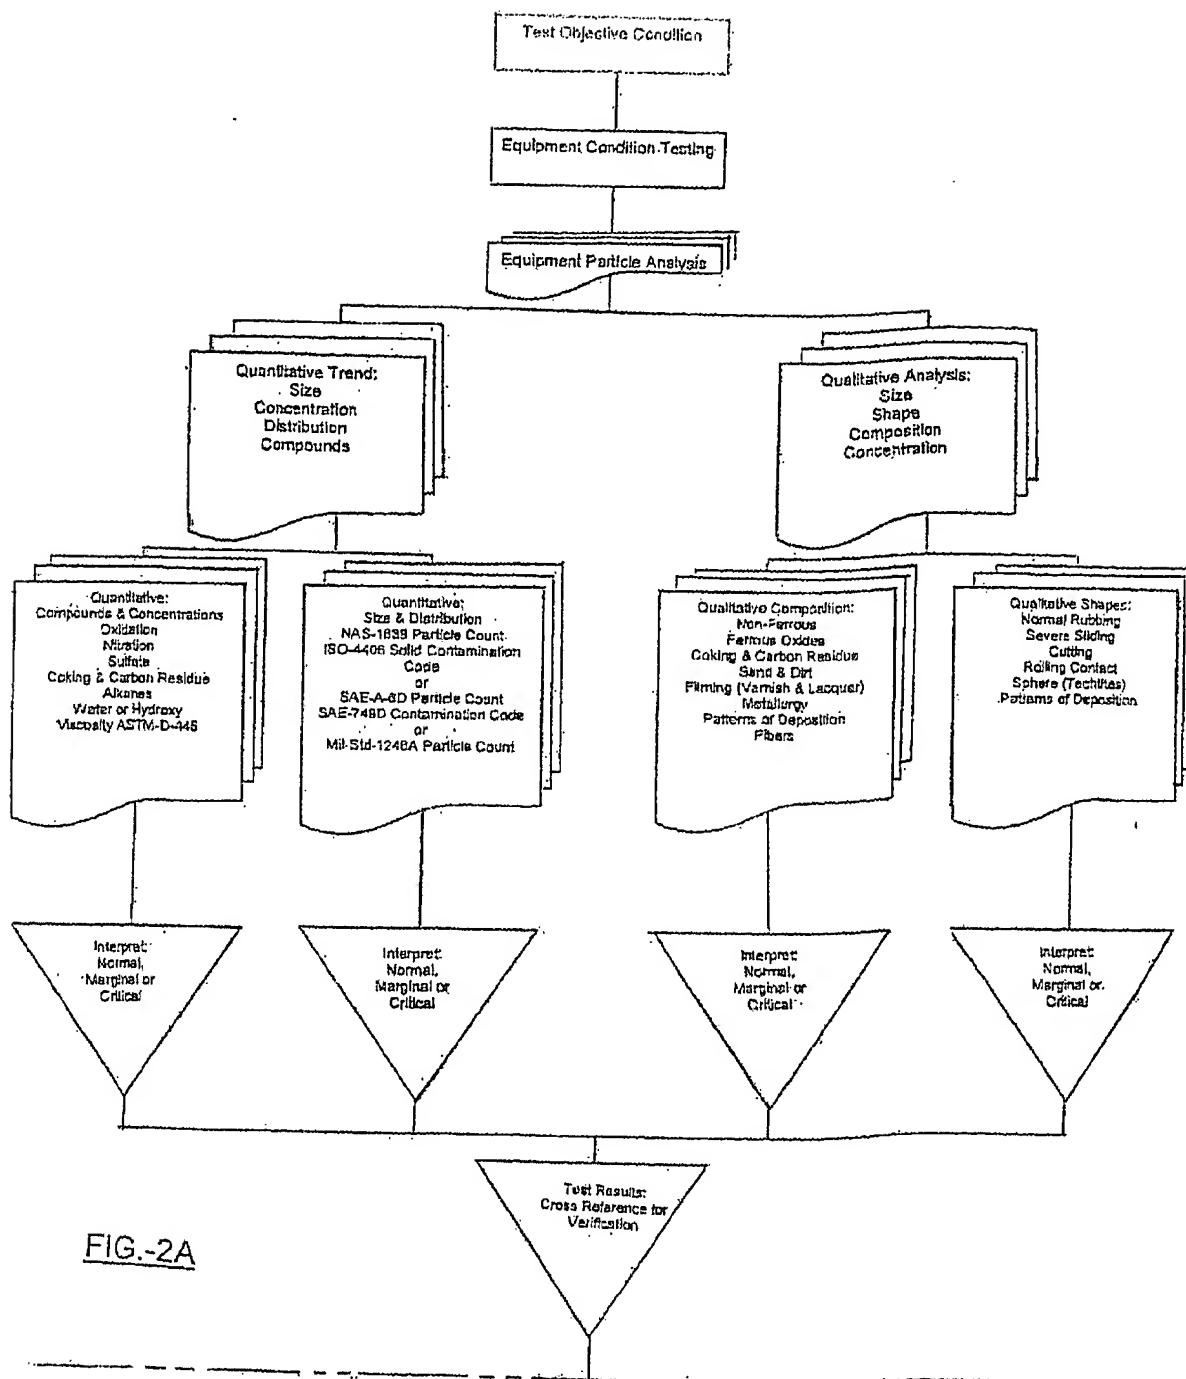 Test Objective Condition
Equipment Condition Testing
Equipment Particle Analysis
Quantitative Trend:
Size
Concentration
Distribution
Compounds
Qualitative Analysis:
Size
Shape
Composition
Concentration
Quantitative:
Compounds & Concentrations
Oxidation
Nitration
Sulfate
Coking & Carbon Residue
Alkanes
Water or Hydroxy
Viscosity ASTM-D-445
Quantitative:
Size & Distribution
NAS-1638 Particle Count
ISO-4406 Solid Contamination
Code
or
SAE-A-6D Particle Count
SAE-749D Contamination Code
or
Mil-Std-1246A Particle Count
Qualitative Composition:
Non-Ferrous
Ferrous Oxides
Coking & Carbon Residue
Sand & Dirt
Filming (Varnish & Lacquer)
Metallurgy
Patterns of Deposition
Fibers
Qualitative Shapes:
Normal Rubbing
Severe Sliding
Cutting
Rolling Contact
Sphere (Techtites)
Patterns of Deposition
Interpret:
Normal,
Marginal or
Critical
Interpret:
Normal,
Marginal or
Critical
Interpret:
Normal,
Marginal or
Critical
Interpret:
Normal,
Marginal or
Critical
Test Results:
Cross Reference for
Verification
FIG.-2A